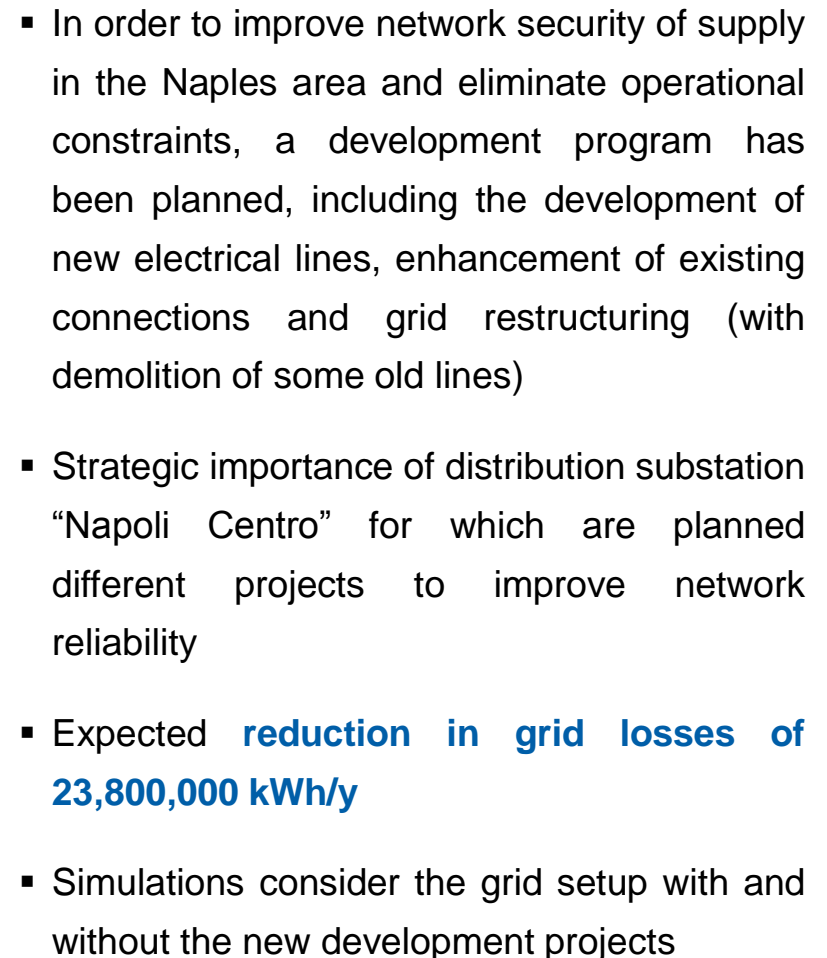 ▪ In order to improve network security of supply
in the Naples area and eliminate operational
constraints, a development program has
been planned, including the development of
new electrical lines, enhancement of existing
connections and grid restructuring (with
demolition of some old lines)
▪ Strategic importance of distribution substation
“Napoli Centro” for which are planned
different projects to improve network
reliability
▪ Expected reduction in grid losses of
23,800,000 kWh/y
▪ Simulations consider the grid setup with and
without the new development projects